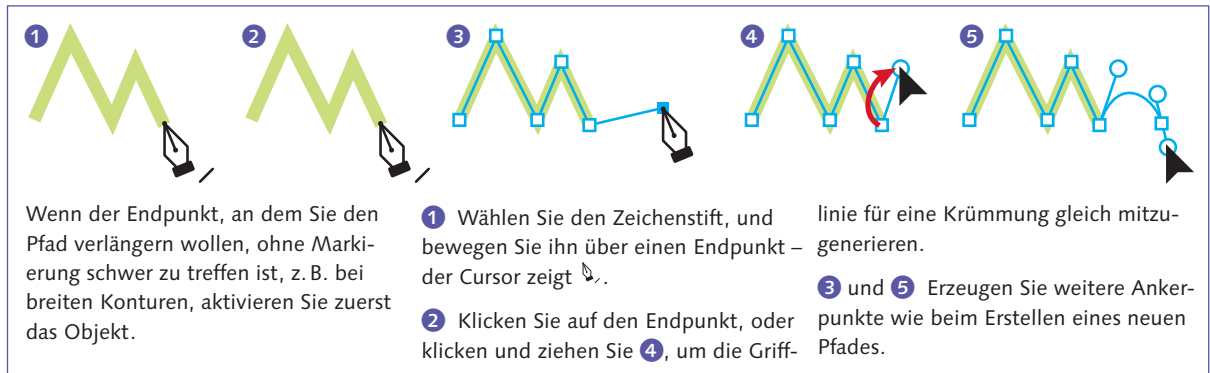 1 2 3 4 5
Wenn der Endpunkt, an dem Sie den
Pfad verlängern wollen, ohne Marki-
erung schwer zu treffen ist, z. B. bei
breiten Konturen, aktivieren Sie zuerst
das Objekt.
1 Wählen Sie den Zeichenstift, und
bewegen Sie ihn über einen Endpunkt –
der Cursor zeigt .
2 Klicken Sie auf den Endpunkt, oder
klicken und ziehen Sie 4, um die Griff-
linie für eine Krümmung gleich mitzu-
generieren.
3 und 5 Erzeugen Sie weitere Anker-
punkte wie beim Erstellen eines neuen
Pfades.